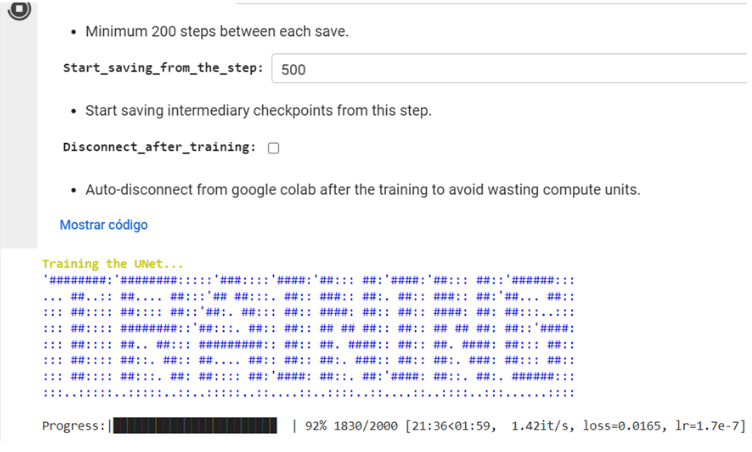 • Minimum 200 steps between each save.
Start_saving_from_the_step: 500
• Start saving intermediary checkpoints from this step.
Disconnect_after_training:
• Auto-disconnect from google colab after the training to avoid wasting compute units.
Mostrar código
Training the UNet...
TRAINING
Progress:| | 92% 1830/2000 [21:36<01:59, 1.42it/s, loss=0.0165, lr=1.7e-7]